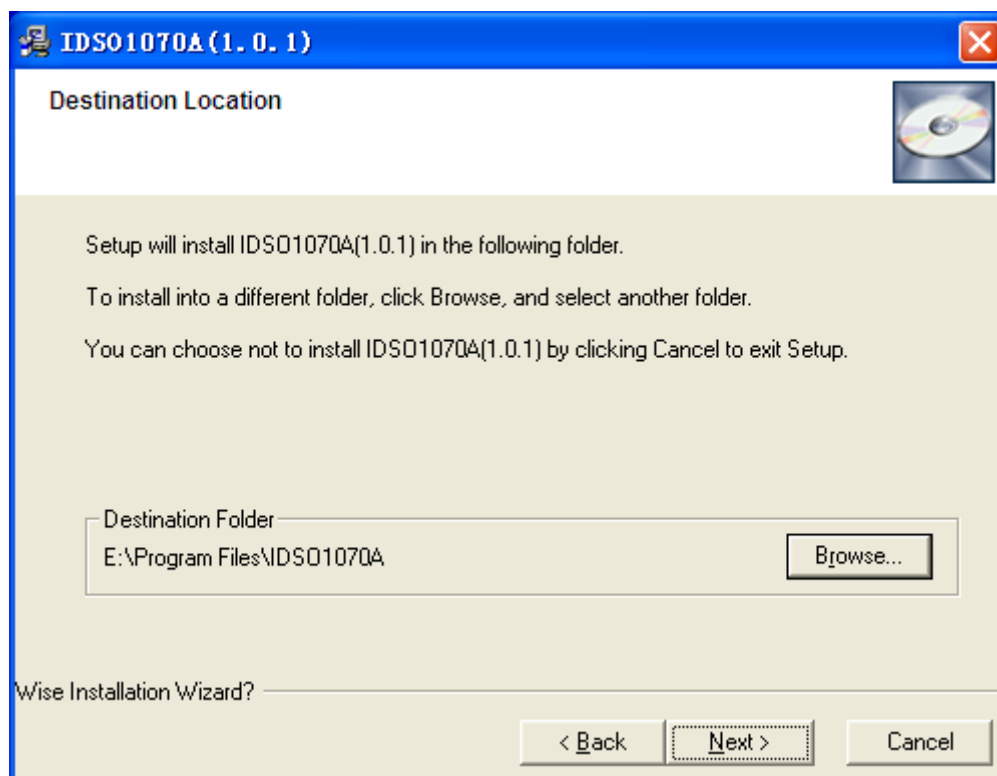 IDSO1070A(1.0.1)
Destination Location
Setup will install IDSO1070A(1.0.1) in the following folder.
To install into a different folder, click Browse, and select another folder.
You can choose not to install IDSO1070A(1.0.1) by clicking Cancel to exit Setup.
Destination Folder
E:\Program Files\IDSO1070A
Browse...
Wise Installation Wizard?
< Back
Next >
Cancel